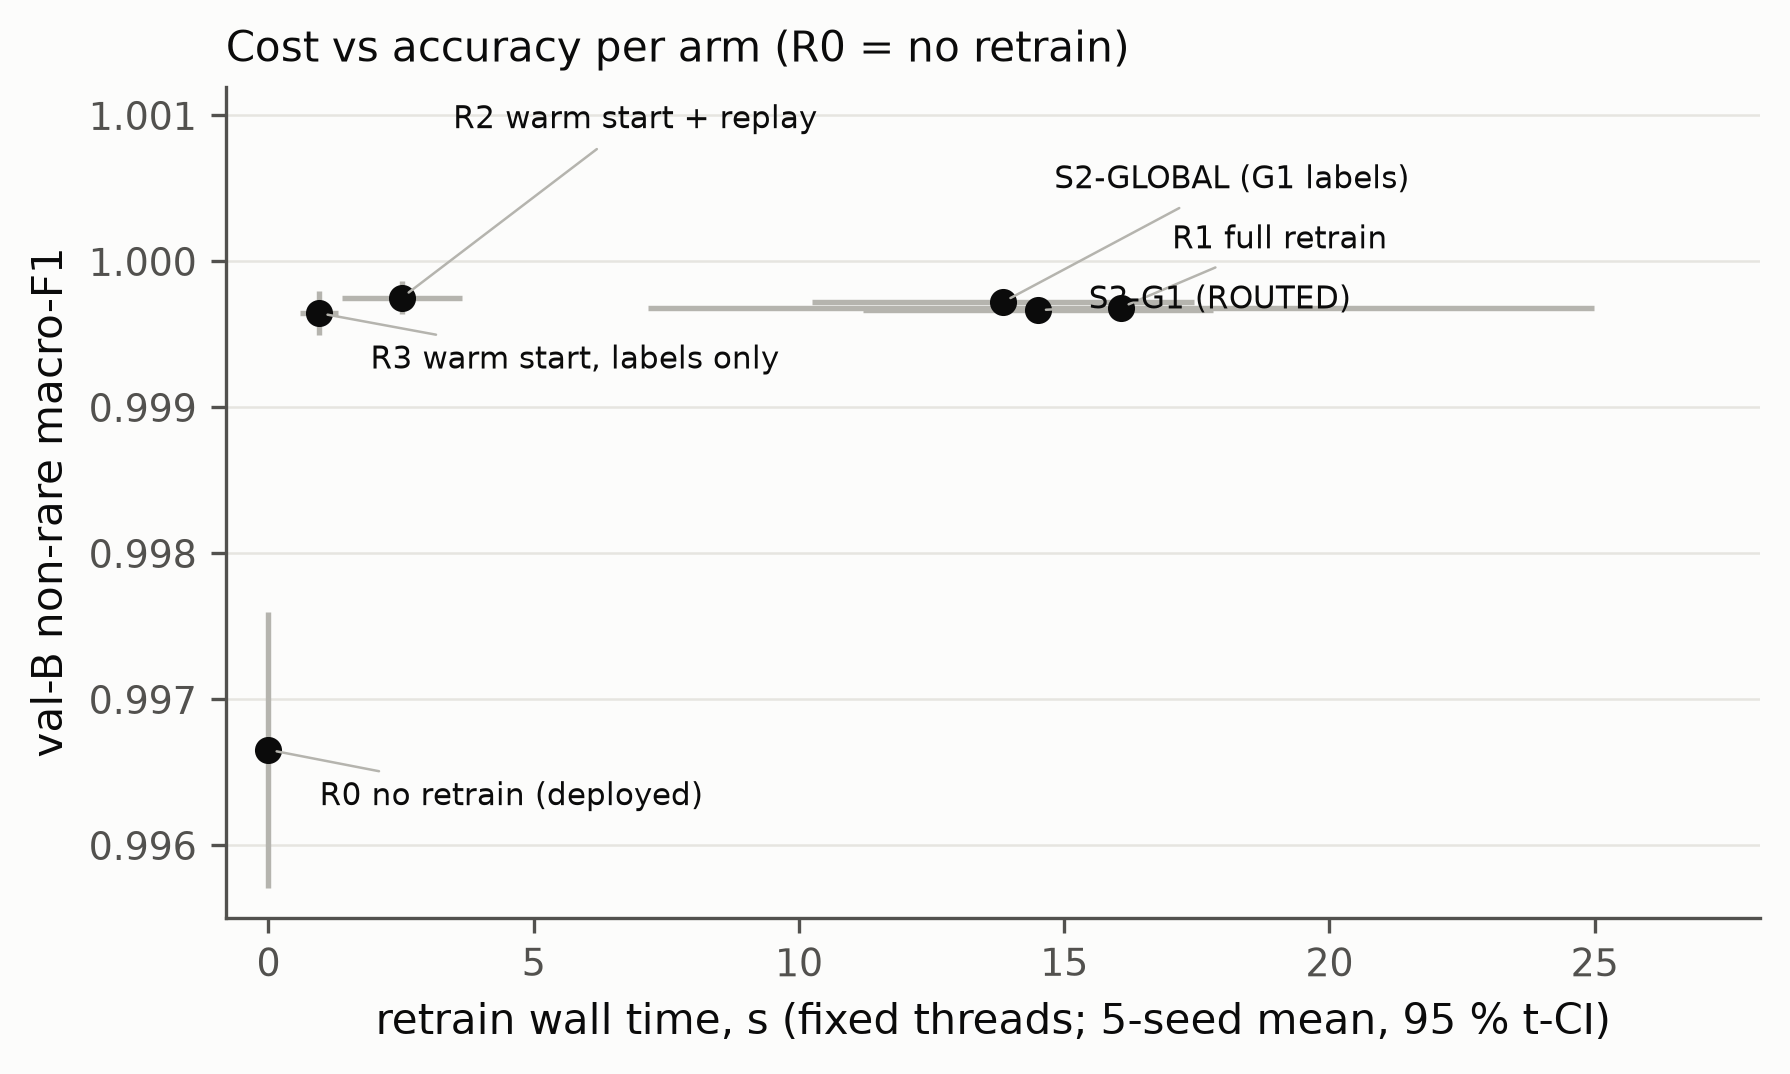 Cost vs accuracy per arm (R0 = no retrain)
1.001
R2 warm start + replay
S2-GLOBAL (G1 labels)
R1 full retrain
1.000
S3-G1 (ROUTED)
R3 warm start, labels only
0.999
0.998
0.997
R0 no retrain (deployed)
0.996
val-B non-rare macro-F1
0
5
10
15
20
25
retrain wall time, s (fixed threads; 5-seed mean, 95 % t-CI)